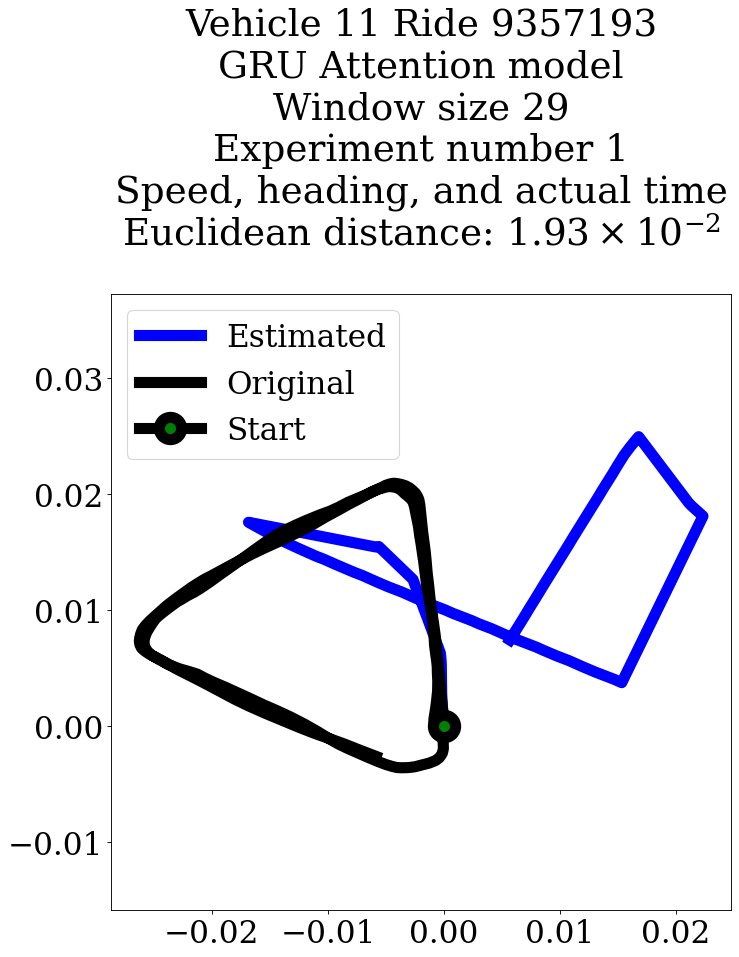 Vehicle 11 Ride 9357193
GRU Attention model
Window size 29
Experiment number 1
Speed, heading, and actual time
Euclidean distance: 1.93 × 10⁻²
Estimated
Original
Start
0.03
0.02
0.01
0.00
−0.01
−0.02 −0.01 0.00 0.01 0.02